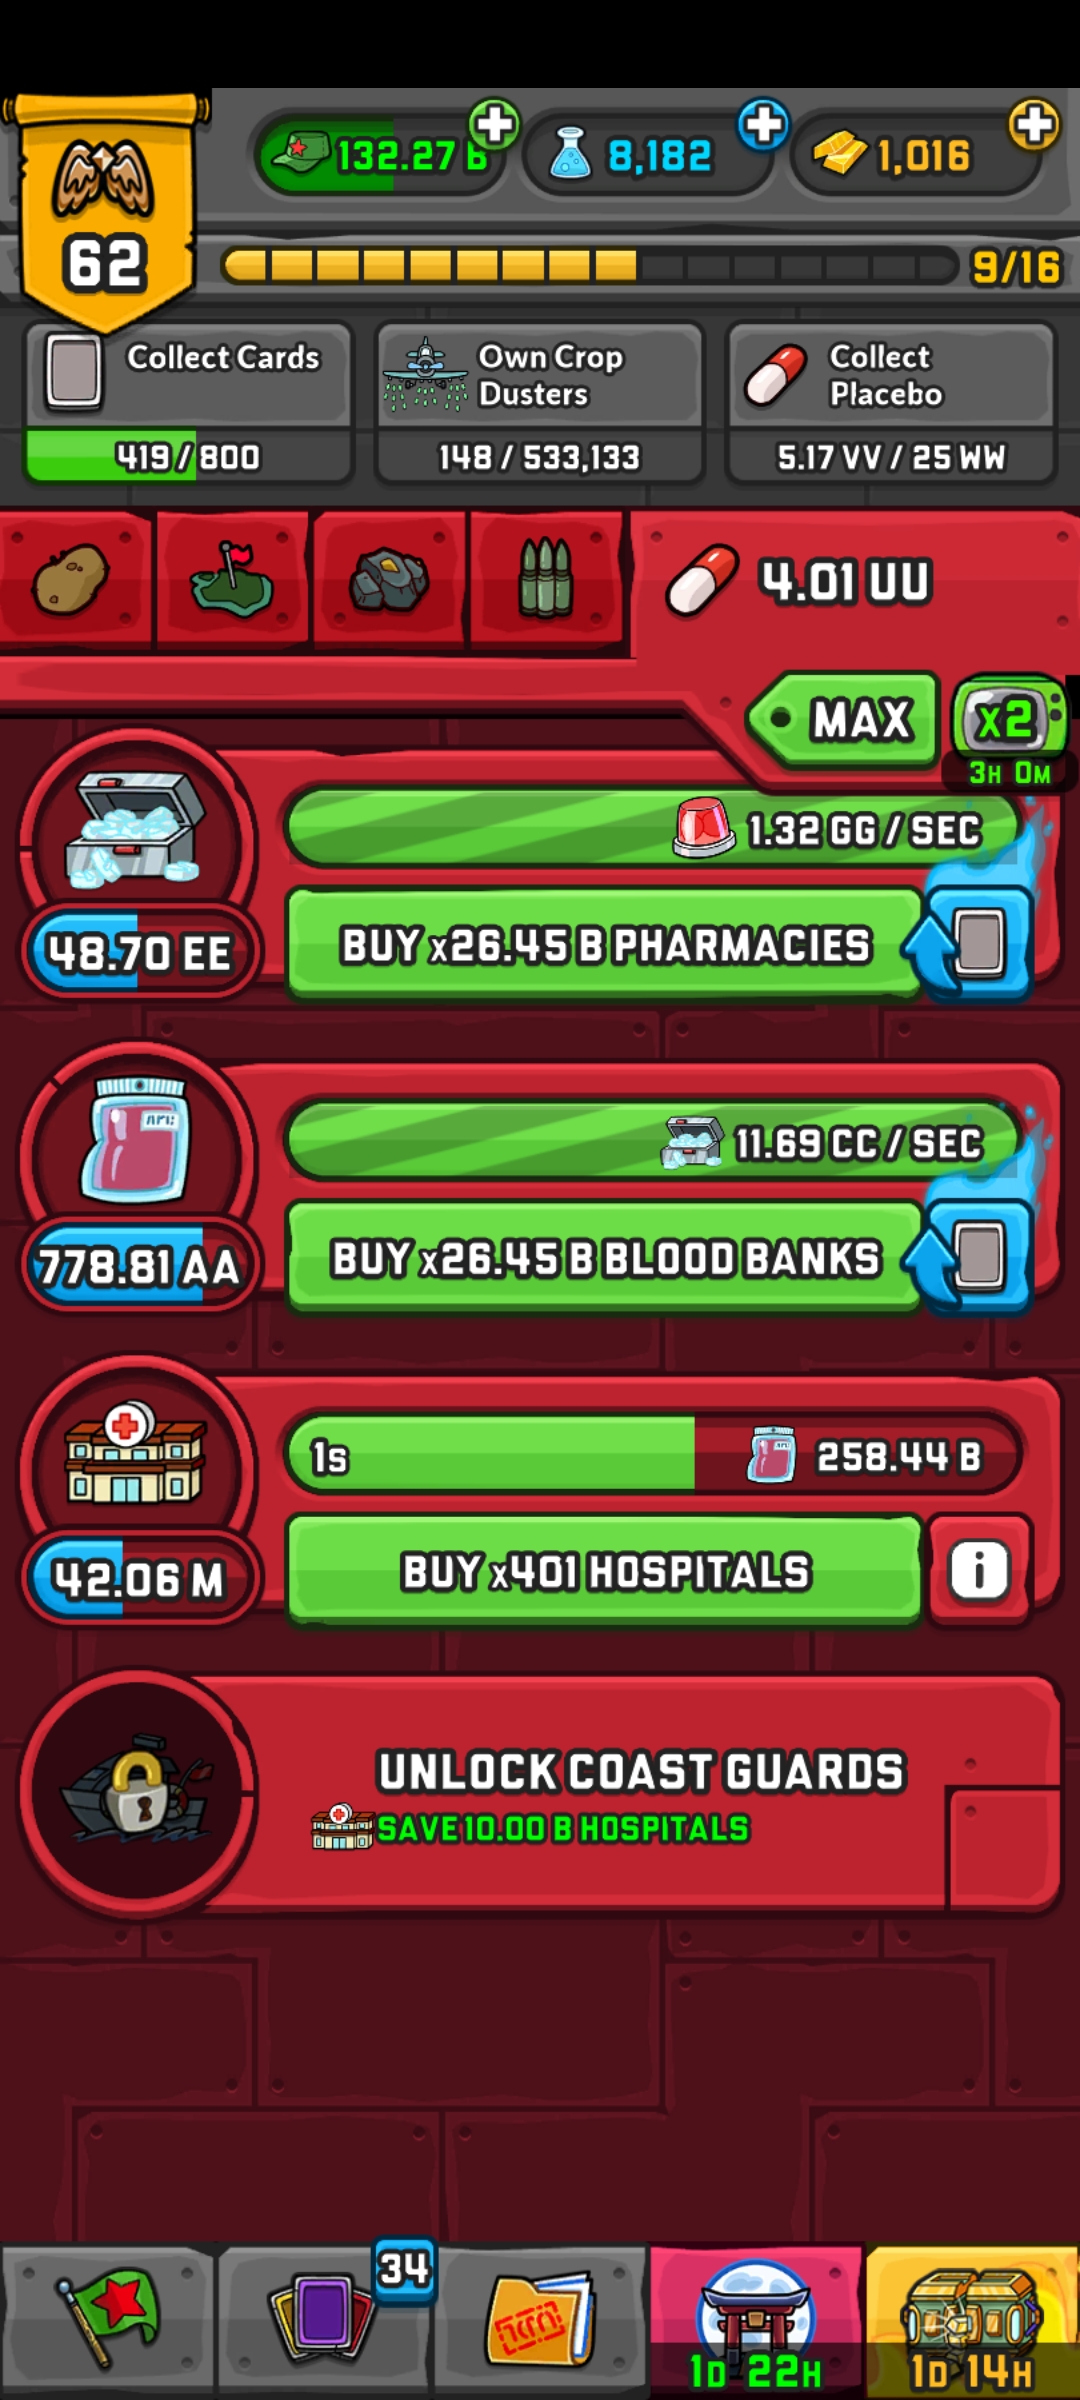 62
132.27 B
8,182
1,016
9/16
Collect Cards
419 / 800
Own Crop
Dusters
148 / 533,133
Collect
Placebo
5.17 VV / 25 WW
4.01 UU
MAX
x2
3H 0M
1.32 GG / SEC
48.70 EE
BUY x26.45 B PHARMACIES
11.69 CC / SEC
778.81 AA
BUY x26.45 B BLOOD BANKS
1s
258.44 B
42.06 M
BUY x401 HOSPITALS
i
UNLOCK COAST GUARDS
SAVE 10.00 B HOSPITALS
34
1D 22H
1D 14H